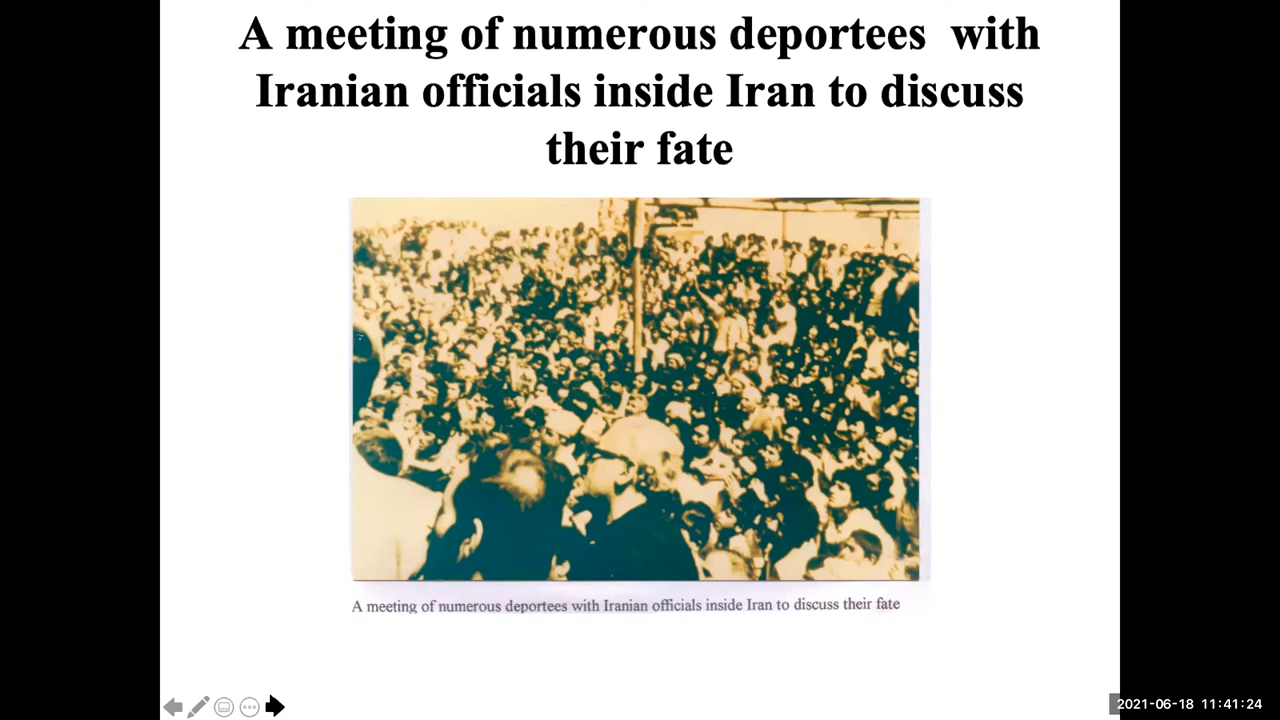 A meeting of numerous deportees  with
Iranian officials inside Iran to discuss
their fate
A meeting of numerous deportees with Iranian officials inside Iran to discuss their fate
2021-06-18 11:41:24